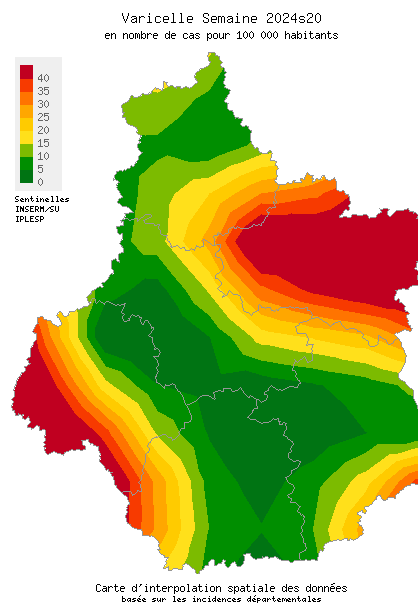 Varicelle Semaine 2024s20
en nombre de cas pour 100 000 habitants
40
35
30
25
20
15
10
5
0
Sentinelles
INSERM/SU
IPLESP
Carte d'interpolation spatiale des données
basée sur les incidences départementales